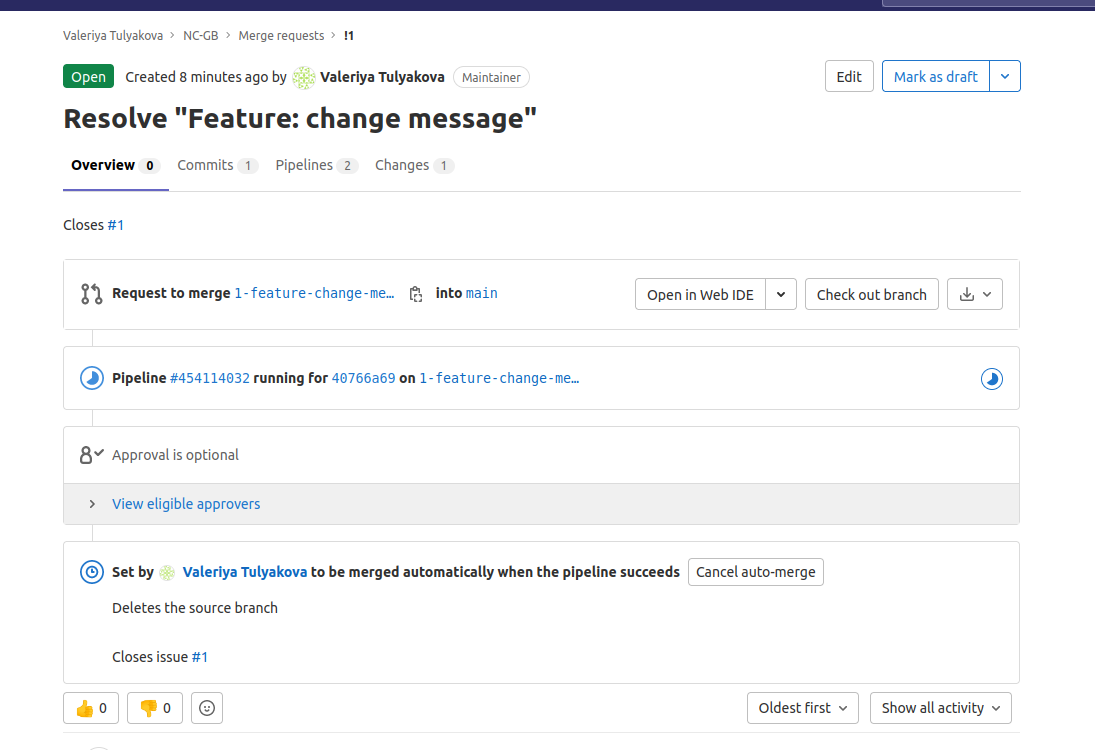 Valeriya Tulyakova › NC-GB › Merge requests › !1
Open Created 8 minutes ago by Valeriya Tulyakova Maintainer Edit Mark as draft
Resolve "Feature: change message"
Overview 0 Commits 1 Pipelines 2 Changes 1
Closes #1
Request to merge 1-feature-change-me… into main Open in Web IDE Check out branch
Pipeline #454114032 running for 40766a69 on 1-feature-change-me…
Approval is optional
View eligible approvers
Set by Valeriya Tulyakova to be merged automatically when the pipeline succeeds Cancel auto-merge
Deletes the source branch
Closes issue #1
0 0 Oldest first Show all activity